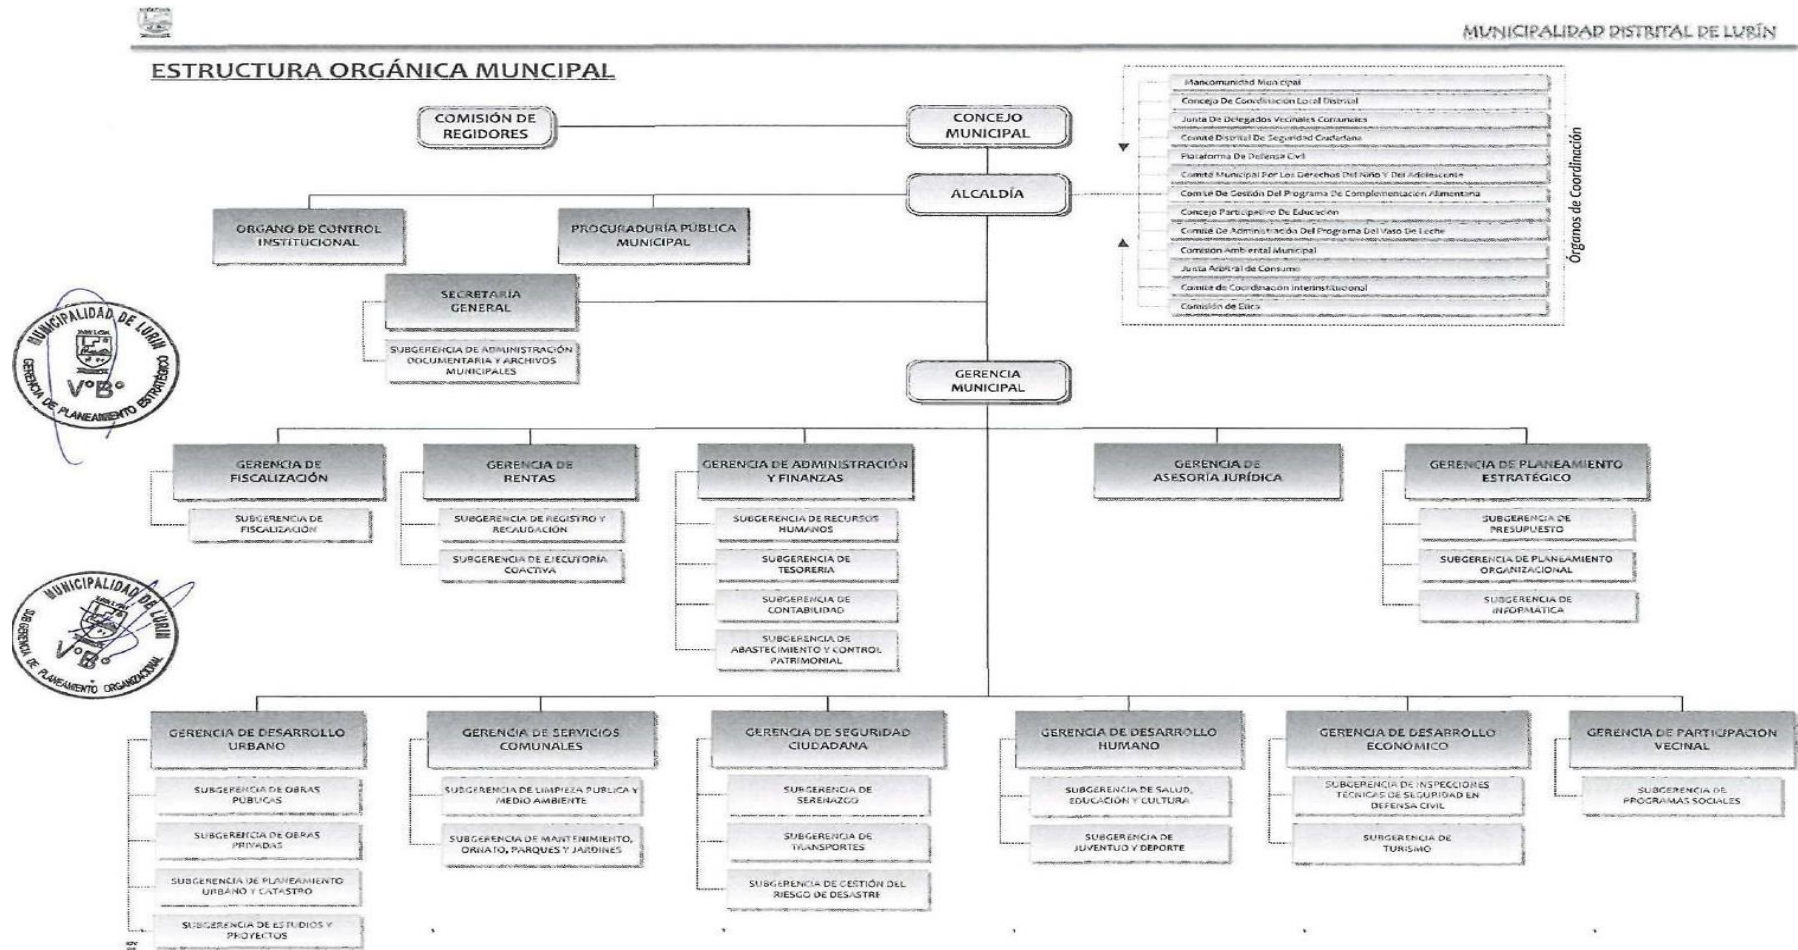 MUNICIPALIDAD DISTRITAL DE LURÍN
ESTRUCTURA ORGÁNICA MUNCIPAL
COMISIÓN DE
REGIDORES
CONCEJO
MUNICIPAL
ALCALDÍA
Mancomunidad Municipal
Concejo De Coordinación Local Distrital
Junta De Delegados Vecinales Comunales
Comité Distrital De Seguridad Ciudadana
Plataforma De Defensa Civil
Comité Municipal Por Los Derechos Del Niño Y Del Adolescente
Comité De Gestión Del Programa De Complementación Alimentaria
Concejo Participativo De Educación
Comité De Administración Del Programa Del Vaso De Leche
Comisión Ambiental Municipal
Junta Arbitral de Consumo
Comité de Coordinación Interinstitucional
Comisión de Etica
Órganos de Coordinación
ORGANO DE CONTROL
INSTITUCIONAL
PROCURADURÍA PÚBLICA
MUNICIPAL
SECRETARÍA
GENERAL
SUBGERENCIA DE ADMINISTRACIÓN
DOCUMENTARIA Y ARCHIVOS
MUNICIPALES
GERENCIA
MUNICIPAL
MUNICIPALIDAD DE LURIN
V°B°
GERENCIA DE PLANEAMIENTO ESTRATÉGICO
GERENCIA DE
FISCALIZACIÓN
SUBGERENCIA DE
FISCALIZACIÓN
GERENCIA DE
RENTAS
SUBGERENCIA DE REGISTRO Y
RECAUDACIÓN
SUBGERENCIA DE EJECUTORIA
COACTIVA
GERENCIA DE ADMINISTRACIÓN
Y FINANZAS
SUBGERENCIA DE RECURSOS
HUMANOS
SUBGERENCIA DE
TESORERIA
SUBGERENCIA DE
CONTABILIDAD
SUBGERENCIA DE
ABASTECIMIENTO Y CONTROL
PATRIMONIAL
GERENCIA DE
ASESORÍA JURÍDICA
GERENCIA DE PLANEAMIENTO
ESTRATÉGICO
SUBGERENCIA DE
PRESUPUESTO
SUBGERENCIA DE PLANEAMIENTO
ORGANIZACIONAL
SUBGERENCIA DE
INFORMÁTICA
MUNICIPALIDAD DE LURIN
V°B°
SUB GERENCIA DE PLANEAMIENTO ORGANIZACIONAL
GERENCIA DE DESARROLLO
URBANO
SUBGERENCIA DE OBRAS
PÚBLICAS
SUBGERENCIA DE OBRAS
PRIVADAS
SUBGERENCIA DE PLANEAMIENTO
URBANO Y CATASTRO
SUBGERENCIA DE ESTUDIOS Y
PROYECTOS
GERENCIA DE SERVICIOS
COMUNALES
SUBGERENCIA DE LIMPIEZA PUBLICA Y
MEDIO AMBIENTE
SUBGERENCIA DE MANTENIMIENTO,
ORNATO, PARQUES Y JARDINES
GERENCIA DE SEGURIDAD
CIUDADANA
SUBGERENCIA DE
SERENAZGO
SUBGERENCIA DE
TRANSPORTES
SUBGERENCIA DE GESTIÓN DEL
RIESGO DE DESASTRE
GERENCIA DE DESARROLLO
HUMANO
SUBGERENCIA DE SALUD,
EDUCACIÓN Y CULTURA
SUBGERENCIA DE
JUVENTUD Y DEPORTE
GERENCIA DE DESARROLLO
ECONÓMICO
SUBGERENCIA DE INSPECCIONES
TÉCNICAS DE SEGURIDAD EN
DEFENSA CIVIL
SUBGERENCIA DE
TURISMO
GERENCIA DE PARTICIPACION
VECINAL
SUBGERENCIA DE
PROGRAMAS SOCIALES